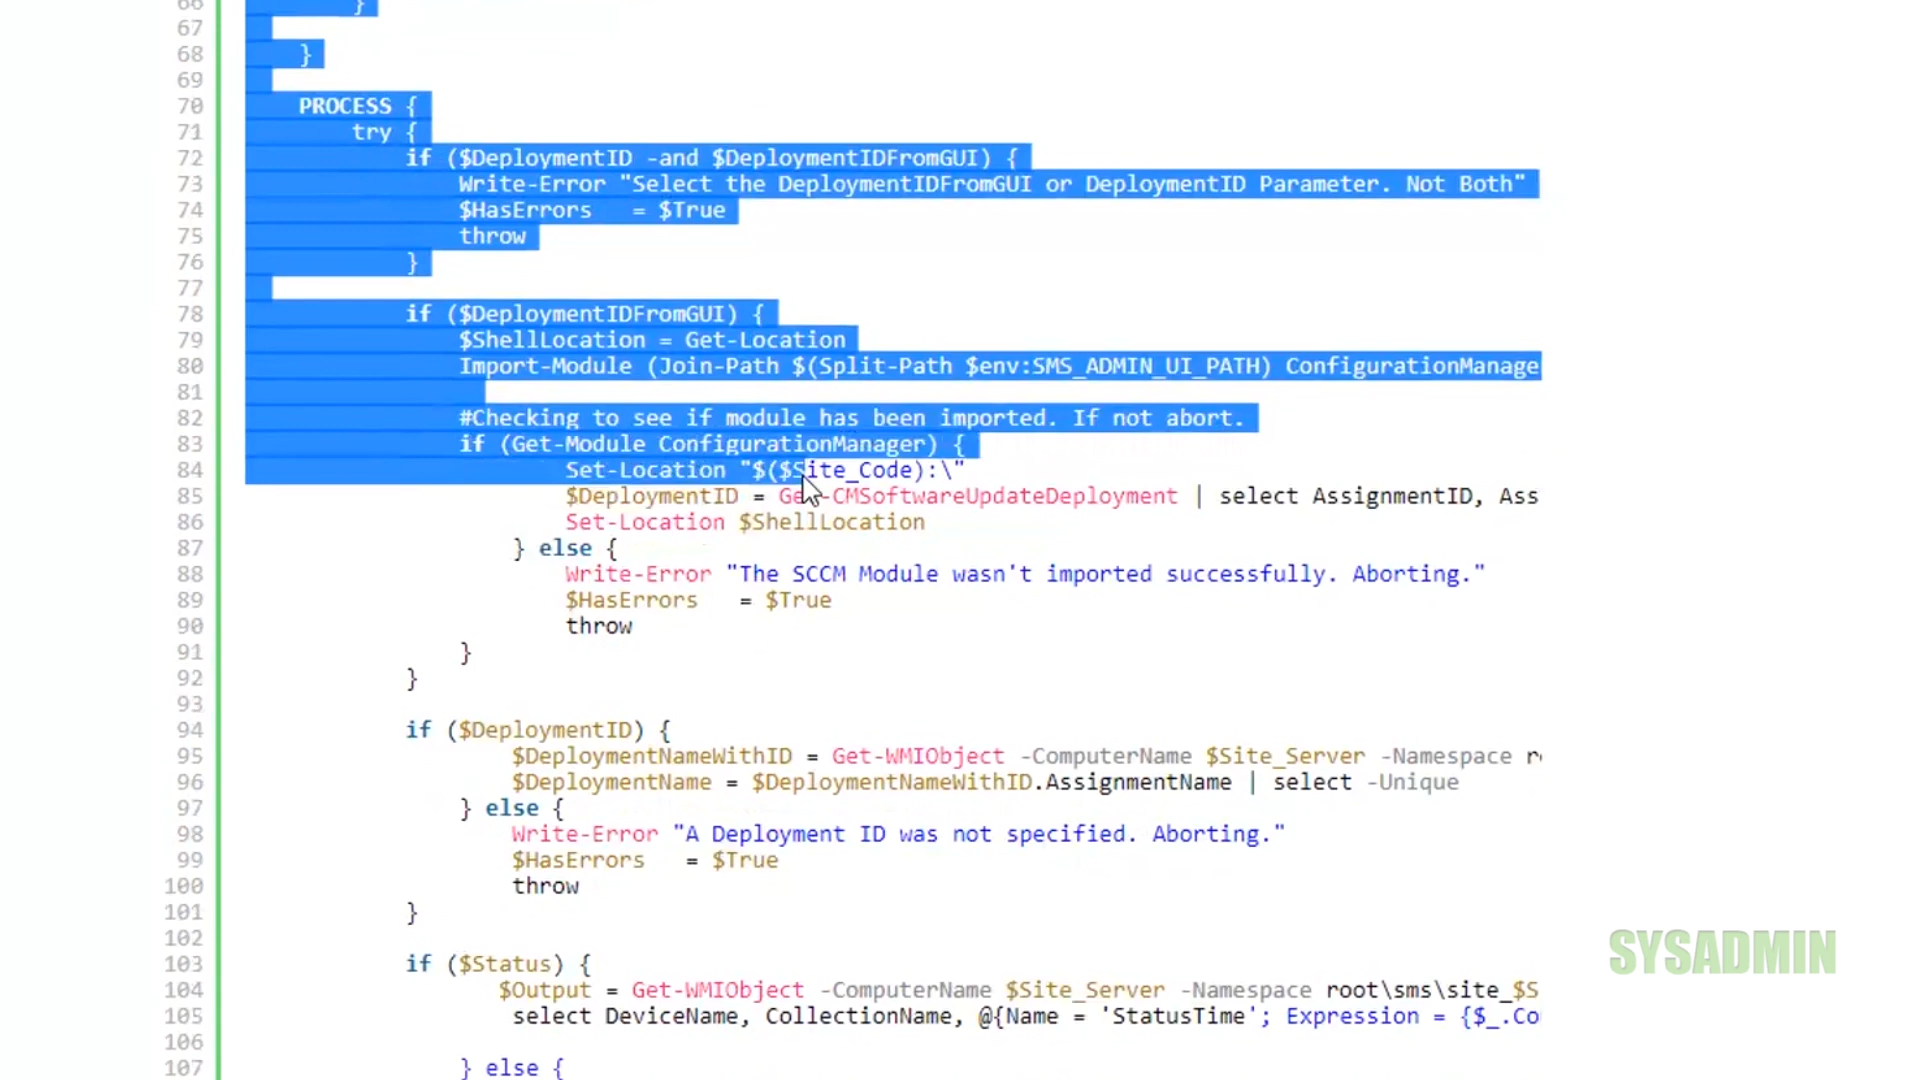 66 }
67
68 }
69
70 PROCESS {
71 try {
72 if ($DeploymentID -and $DeploymentIDFromGUI) {
73 Write-Error "Select the DeploymentIDFromGUI or DeploymentID Parameter. Not Both"
74 $HasErrors   = $True
75 throw
76 }
77
78 if ($DeploymentIDFromGUI) {
79 $ShellLocation = Get-Location
80 Import-Module (Join-Path $(Split-Path $env:SMS_ADMIN_UI_PATH) ConfigurationManage
81
82 #Checking to see if module has been imported. If not abort.
83 if (Get-Module ConfigurationManager) {
84 Set-Location "$($Site_Code):\"
85 $DeploymentID = Get-CMSoftwareUpdateDeployment | select AssignmentID, Ass
86 Set-Location $ShellLocation
87 } else {
88 Write-Error "The SCCM Module wasn't imported successfully. Aborting."
89 $HasErrors   = $True
90 throw
91 }
92 }
93
94 if ($DeploymentID) {
95 $DeploymentNameWithID = Get-WMIObject -ComputerName $Site_Server -Namespace r
96 $DeploymentName = $DeploymentNameWithID.AssignmentName | select -Unique
97 } else {
98 Write-Error "A Deployment ID was not specified. Aborting."
99 $HasErrors   = $True
100 throw
101 }
102
103 if ($Status) {
104 $Output = Get-WMIObject -ComputerName $Site_Server -Namespace root\sms\site_$S
105 select DeviceName, CollectionName, @{Name = 'StatusTime'; Expression = {$_.Co
106
107 } else {
SYSADMIN